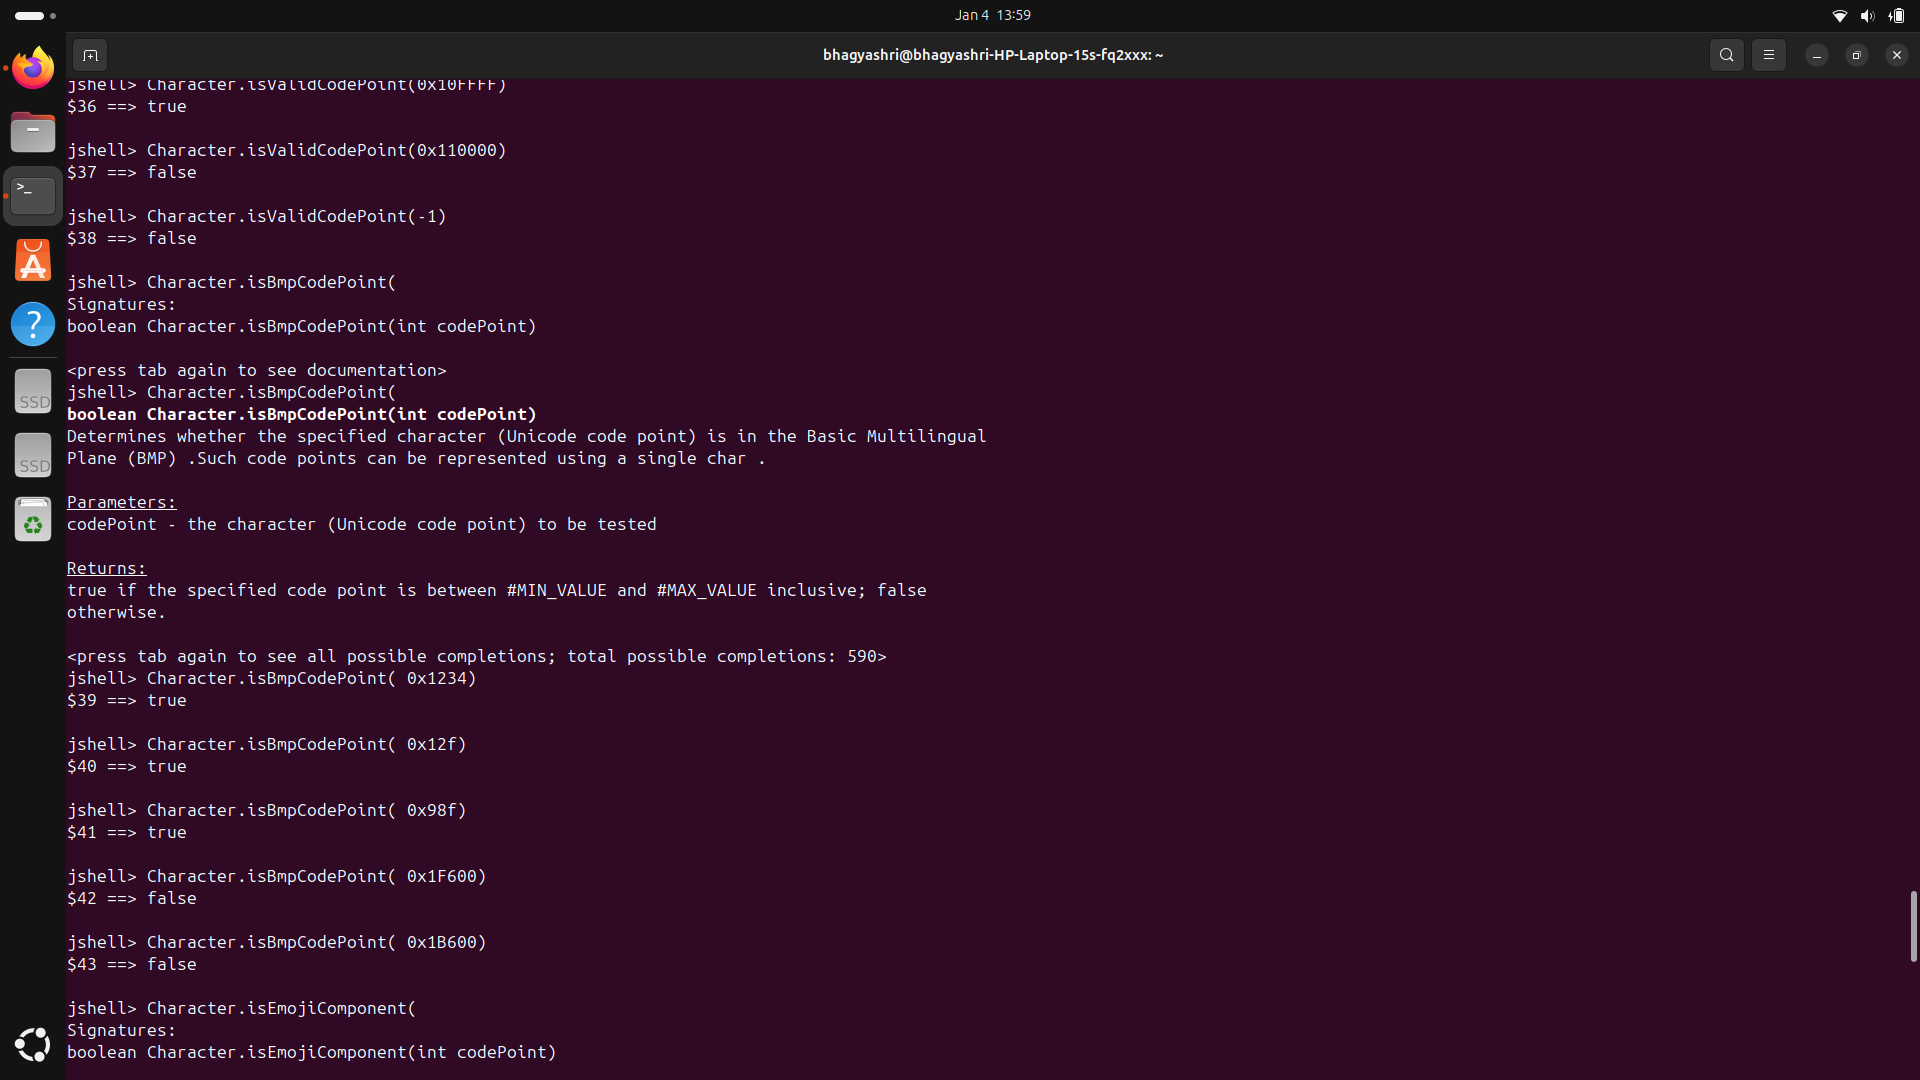 Jan 4 13:59
bhagyashri@bhagyashri-HP-Laptop-15s-fq2xxx: ~
jshell> Character.isValidCodePoint(0x10FFFF)
$36 ==> true
jshell> Character.isValidCodePoint(0x110000)
$37 ==> false
jshell> Character.isValidCodePoint(-1)
$38 ==> false
jshell> Character.isBmpCodePoint(
Signatures:
boolean Character.isBmpCodePoint(int codePoint)
<press tab again to see documentation>
jshell> Character.isBmpCodePoint(
boolean Character.isBmpCodePoint(int codePoint)
Determines whether the specified character (Unicode code point) is in the Basic Multilingual
Plane (BMP) .Such code points can be represented using a single char .
Parameters:
codePoint - the character (Unicode code point) to be tested
Returns:
true if the specified code point is between #MIN_VALUE and #MAX_VALUE inclusive; false
otherwise.
<press tab again to see all possible completions; total possible completions: 590>
jshell> Character.isBmpCodePoint( 0x1234)
$39 ==> true
jshell> Character.isBmpCodePoint( 0x12f)
$40 ==> true
jshell> Character.isBmpCodePoint( 0x98f)
$41 ==> true
jshell> Character.isBmpCodePoint( 0x1F600)
$42 ==> false
jshell> Character.isBmpCodePoint( 0x1B600)
$43 ==> false
jshell> Character.isEmojiComponent(
Signatures:
boolean Character.isEmojiComponent(int codePoint)
>_
?
SSD
SSD